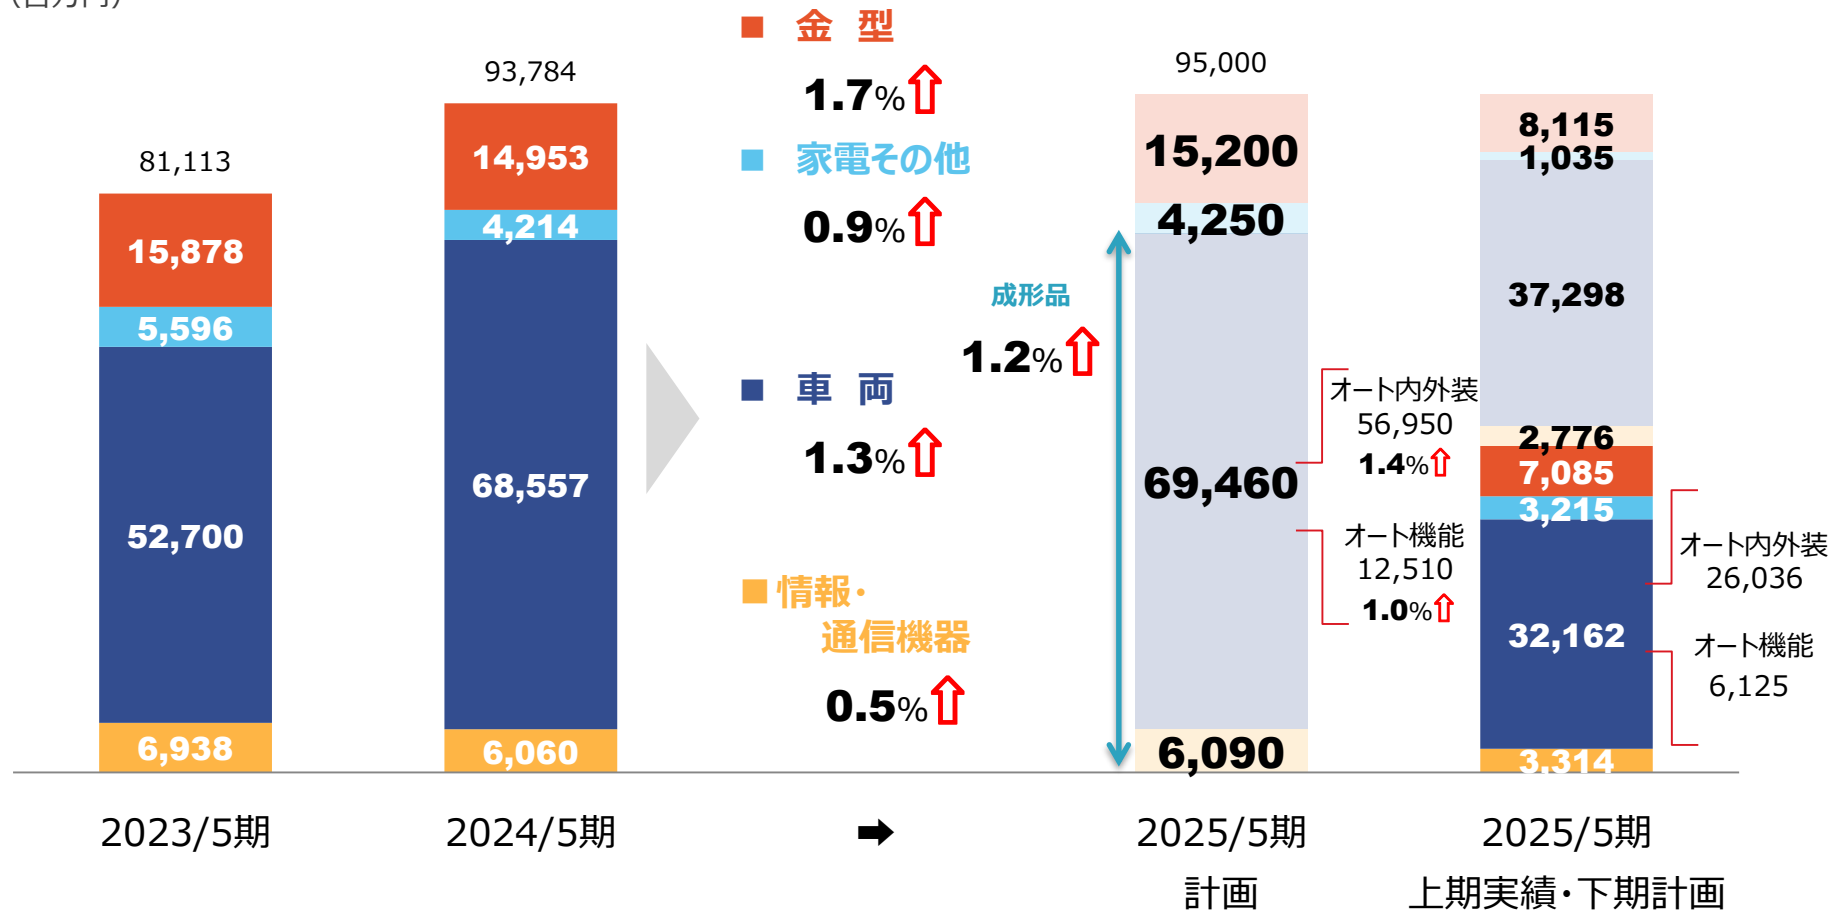 (百万円)
81,113
15,878
5,596
52,700
6,938
2023/5期
93,784
14,953
4,214
68,557
6,060
2024/5期
■ 金 型
1.7%⇧
■ 家電その他
0.9%⇧
成形品
1.2%⇧
■ 車 両
1.3%⇧
■ 情報・
通信機器
0.5%⇧
➡
95,000
15,200
4,250
69,460
6,090
オート内外装
56,950
1.4%⇧
オート機能
12,510
1.0%⇧
2025/5期
計画
8,115
1,035
37,298
2,776
7,085
3,215
32,162
3,314
オート内外装
26,036
オート機能
6,125
2025/5期
上期実績・下期計画